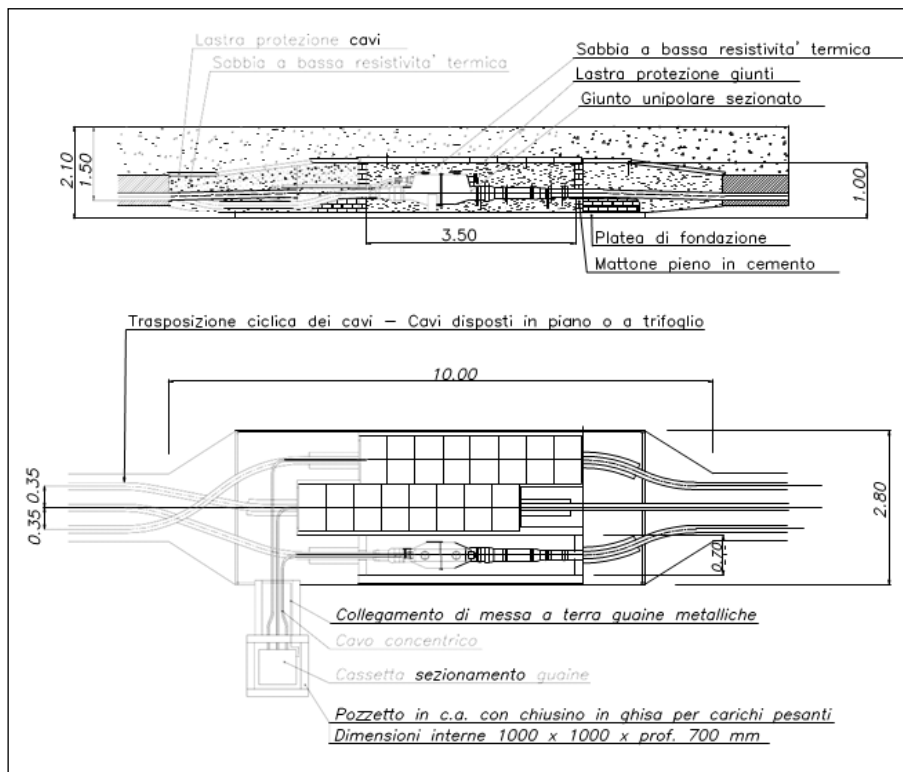 Lastra protezione cavi
Sabbia a bassa resistivita' termica
Sabbia a bassa resistivita' termica
Lastra protezione giunti
Giunto unipolare sezionato
2.10
1.50
1.00
3.50
Platea di fondazione
Mattone pieno in cemento
Trasposizione ciclica dei cavi – Cavi disposti in piano o a trifoglio
10.00
0.35
0.35
2.80
0.70
Collegamento di messa a terra guaine metalliche
Cavo concentrico
Cassetta sezionamento guaine
Pozzetto in c.a. con chiusino in ghisa per carichi pesanti
Dimensioni interne 1000 x 1000 x prof. 700 mm